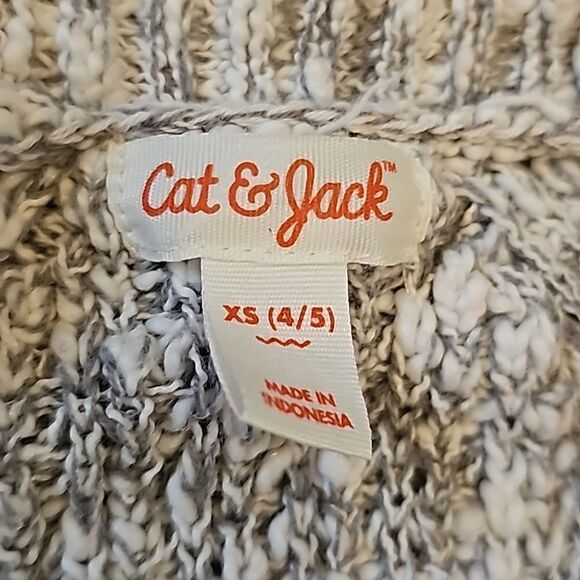 Cat & Jack™
XS (4/5)
MADE IN
INDONESIA